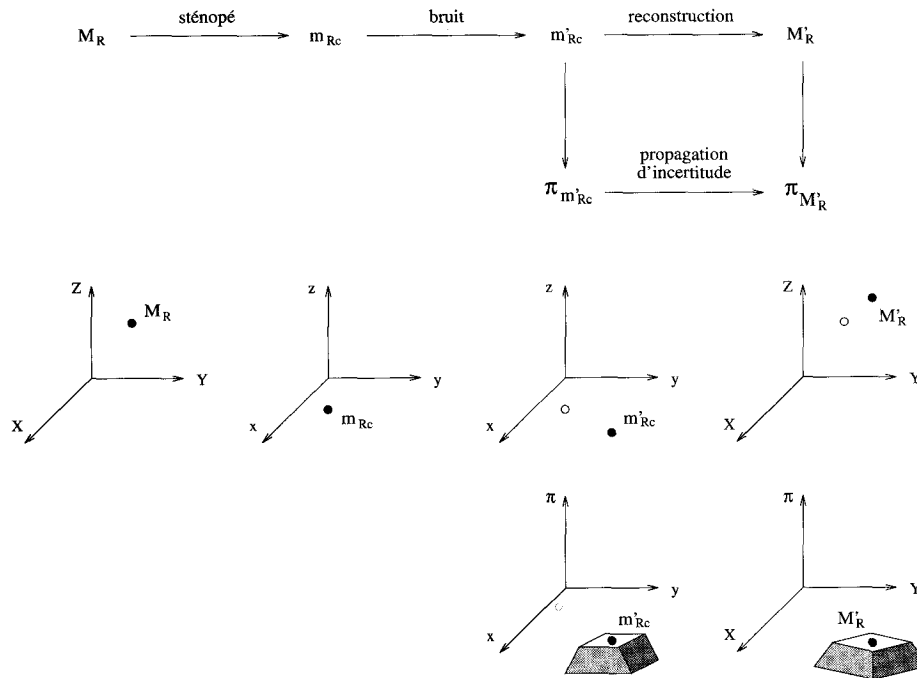 sténopé bruit reconstruction
M_R m_Rc m'_Rc M'_R
propagation
d'incertitude
π_m'_Rc π_M'_R
Z z z Z
M_R M'_R
Y y y Y
X x m_Rc x m'_Rc X
π π
y Y
x m'_Rc X M'_R